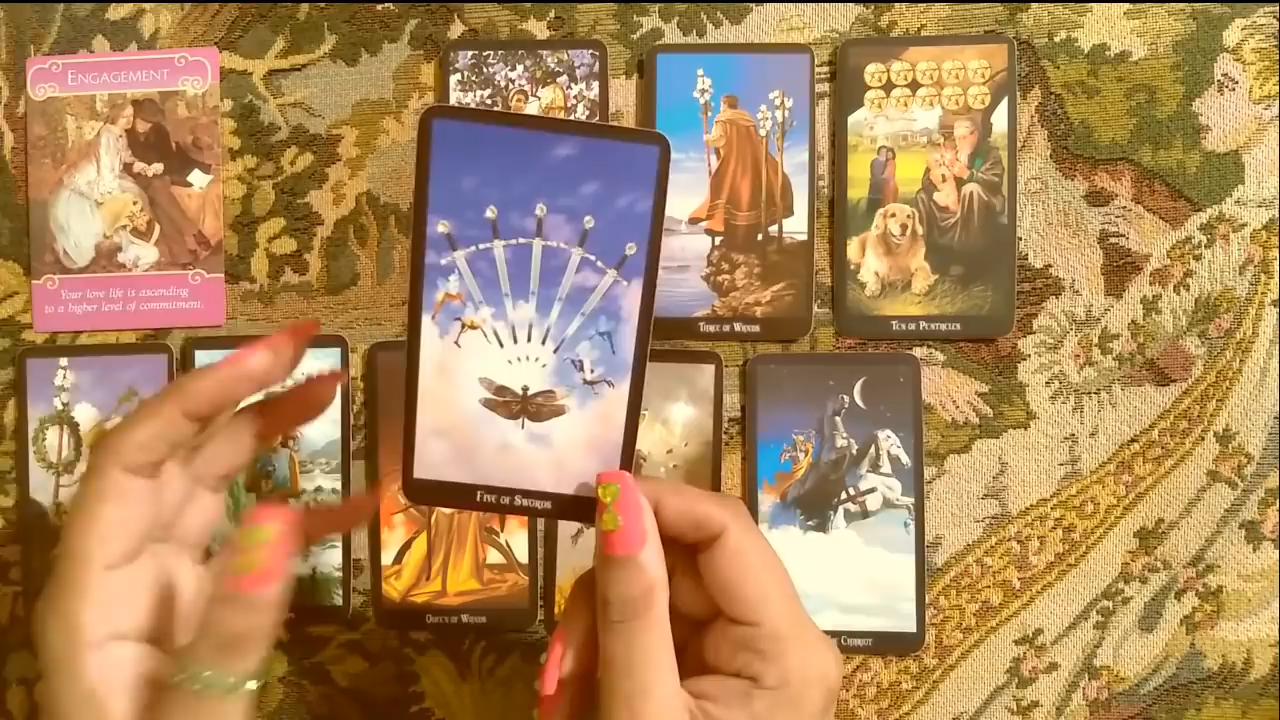 ENGAGEMENT
Your love life is ascending
to a higher level of commitment.
THREE OF WANDS
TEN OF PENTACLES
FIVE OF SWORDS
QUEEN OF WANDS
CHARIOT